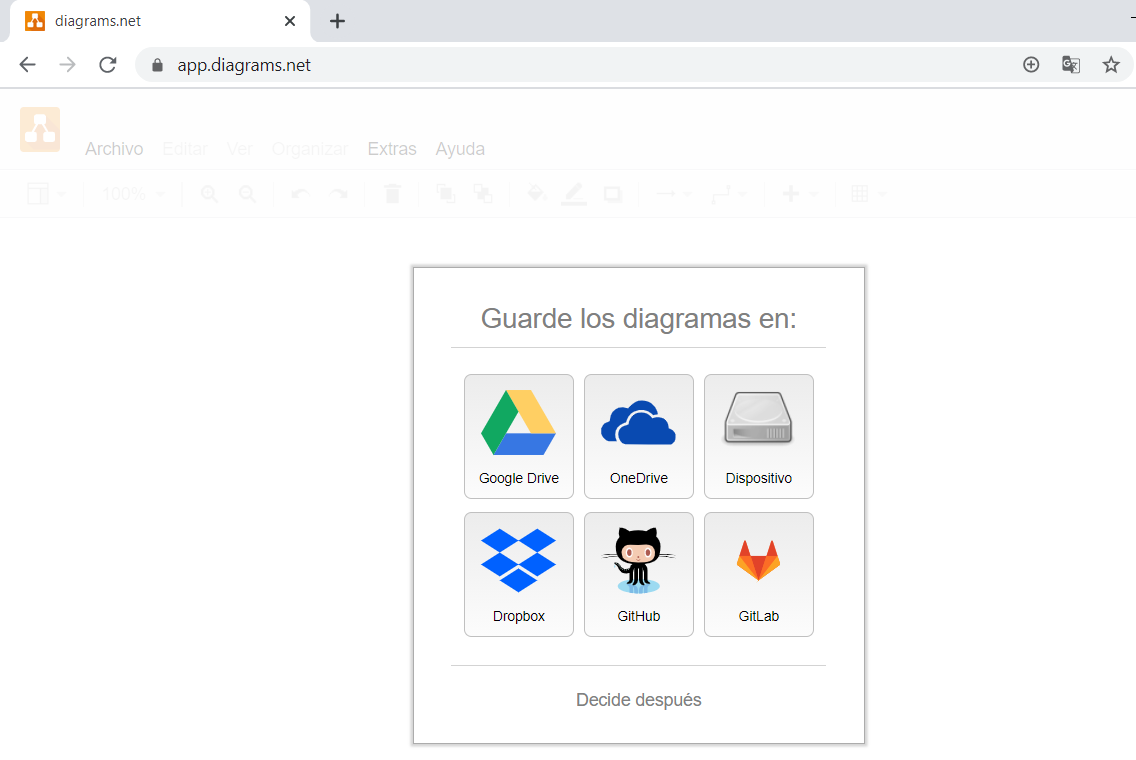 diagrams.net
app.diagrams.net
Archivo Editar Ver Organizar Extras Ayuda
100%
Guarde los diagramas en:
Google Drive OneDrive Dispositivo
Dropbox GitHub GitLab
Decide después